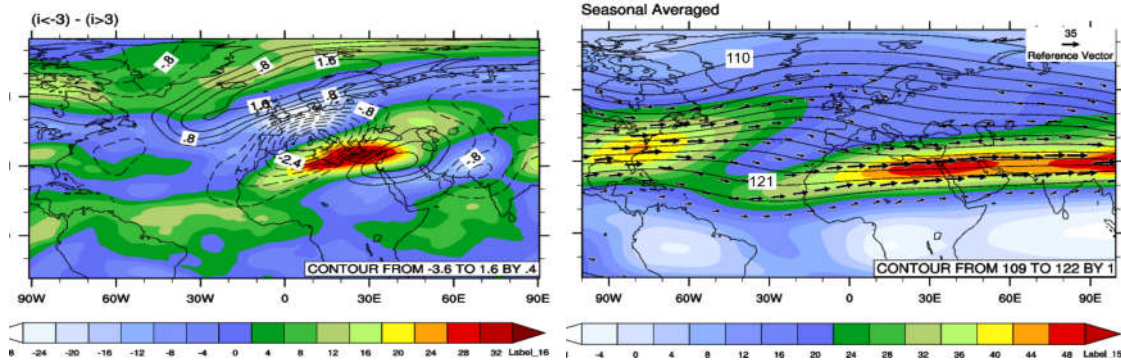 (i<-3) - (i>3)
-.8
-.8
1.6
1.6
-.8
-.8
.8
-2.4
-.8
CONTOUR FROM -3.6 TO 1.6 BY .4
90W 60W 30W 0 30E 60E 90E
8 -24 -20 -16 -12 -8 -4 0 4 8 12 16 20 24 28 32 Label_16
Seasonal Averaged
35
Reference Vector
110
121
CONTOUR FROM 109 TO 122 BY 1
90W 60W 30W 0 30E 60E 90E
-4 0 4 8 12 16 20 24 28 32 36 40 44 48 Label_15